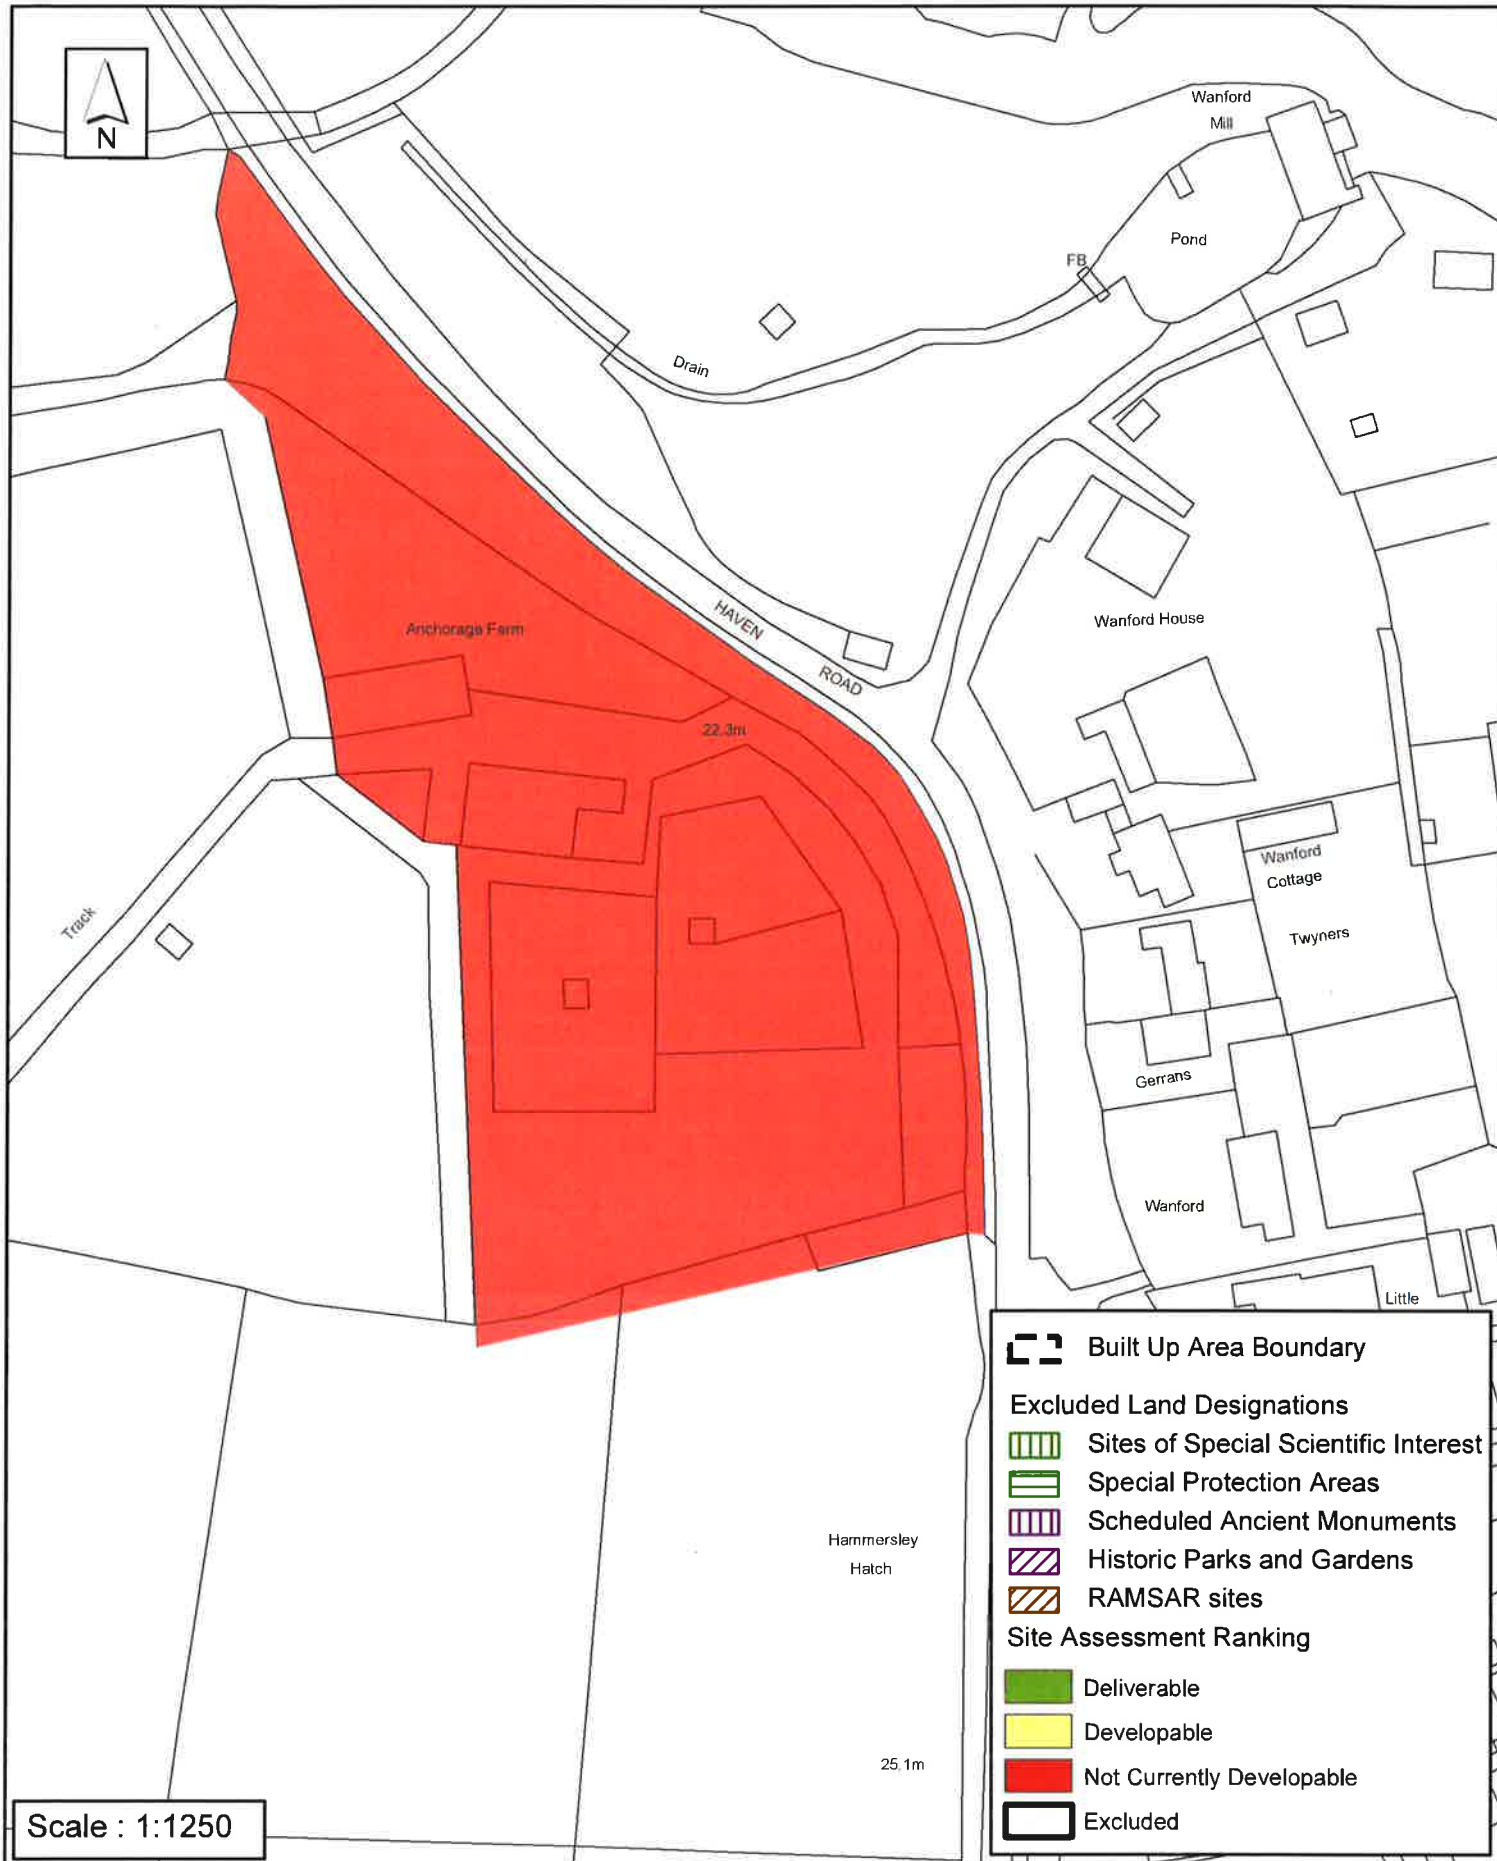 N
Wanford
Mill
Pond
FB
Drain
HAVEN
ROAD
Wanford House
Anchorage Farm
22.3m
Wanford
Cottage
Twyners
Track
Gerrans
Wanford
Little
Hammersley
Hatch
25.1m
Built Up Area Boundary
Excluded Land Designations
Sites of Special Scientific Interest
Special Protection Areas
Scheduled Ancient Monuments
Historic Parks and Gardens
RAMSAR sites
Site Assessment Ranking
Deliverable
Developable
Not Currently Developable
Excluded
Scale : 1:1250